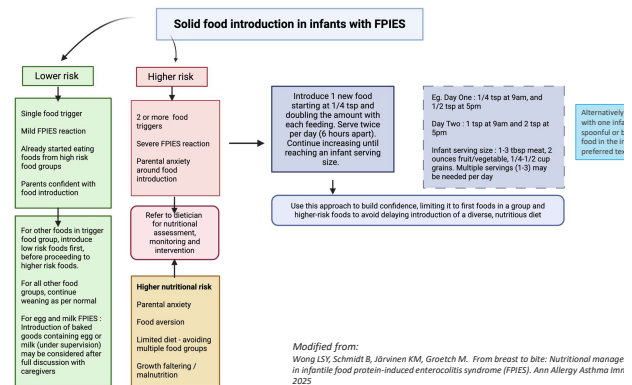 Solid food introduction in infants with FPIES
Lower risk
Single food trigger
Mild FPIES reaction
Already started eating
foods from high risk
food groups
Parents confident with
food introduction
For other foods in trigger
food group, introduce
low risk foods first,
before proceeding to
higher risk foods.
For all other food
groups, continue
weaning as per normal
For egg and milk FPIES :
Introduction of baked
goods containing egg or
milk (under supervision)
may be considered after
full discussion with
caregivers
Higher risk
2 or more food
triggers
Severe FPIES reaction
Parental anxiety
around food
introduction
Refer to dietician
for nutritional
assessment,
monitoring and
intervention
Higher nutritional risk
Parental anxiety
Food aversion
Limited diet - avoiding
multiple food groups
Growth faltering /
malnutrition
Introduce 1 new food
starting at 1/4 tsp and
doubling the amount with
each feeding. Serve twice
per day (6 hours apart).
Continue increasing until
reaching an infant serving
size.
Eg. Day One : 1/4 tsp at 9am, and
1/2 tsp at 5pm
Day Two : 1 tsp at 9am and 2 tsp at
5pm
Infant serving size : 1-3 tbsp meat, 2
ounces fruit/vegetable, 1/4-1/2 cup
grains. Multiple servings (1-3) may
be needed per day
Alternatively
with one infa
spoonful or b
food in the in
preferred tex
Use this approach to build confidence, limiting it to first foods in a group and
higher-risk foods to avoid delaying introduction of a diverse, nutritious diet
Modified from:
Wong LSY, Schmidt B, Järvinen KM, Groetch M. From breast to bite: Nutritional manage
in infantile food protein-induced enterocolitis syndrome (FPIES). Ann Allergy Asthma Imm
2025